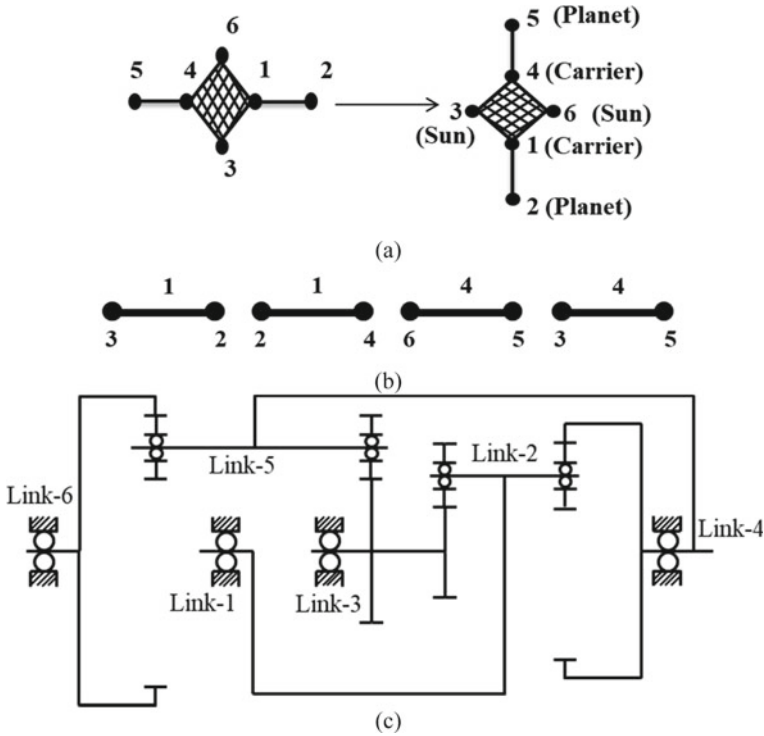 6
5 4 1 2
3
5 (Planet)
4 (Carrier)
3 6 (Sun)
(Sun)
1 (Carrier)
2 (Planet)
(a)
1 1 4 4
3 2 2 4 6 5 3 5
(b)
Link-5
Link-2
Link-6
Link-4
Link-1
Link-3
(c)